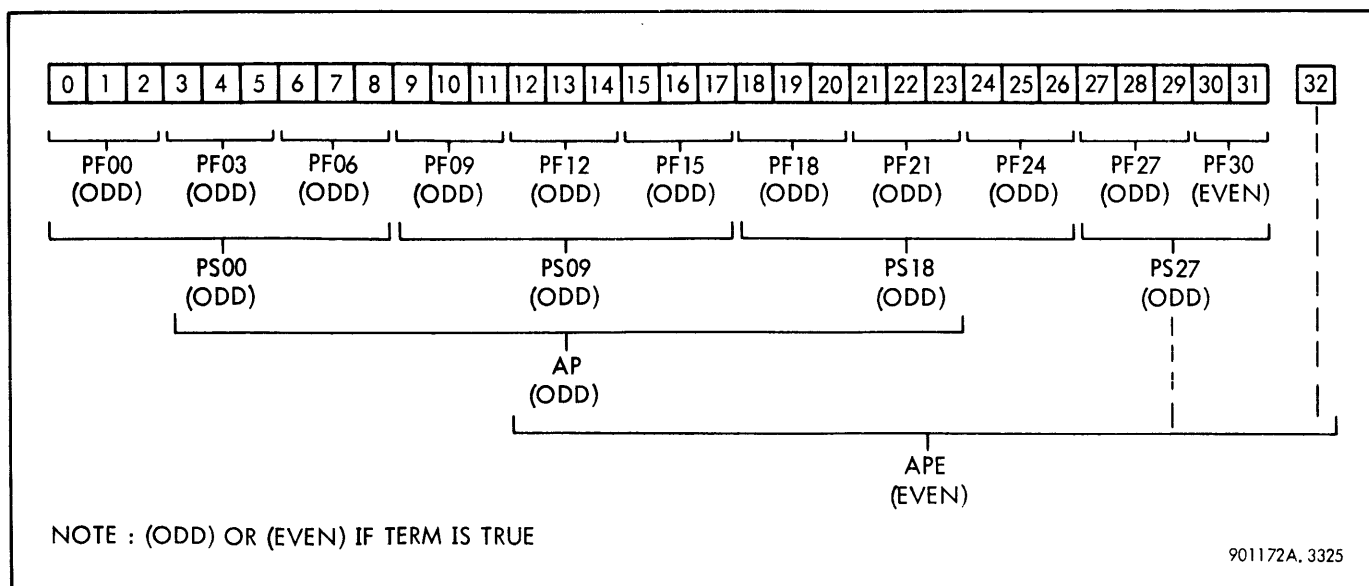 0 1 2 3 4 5 6 7 8 9 10 11 12 13 14 15 16 17 18 19 20 21 22 23 24 25 26 27 28 29 30 31 32
PF00 PF03 PF06 PF09 PF12 PF15 PF18 PF21 PF24 PF27 PF30
(ODD) (ODD) (ODD) (ODD) (ODD) (ODD) (ODD) (ODD) (ODD) (ODD) (EVEN)
PS00 PS09 PS18 PS27
(ODD) (ODD) (ODD) (ODD)
AP
(ODD)
APE
(EVEN)
NOTE : (ODD) OR (EVEN) IF TERM IS TRUE
901172A. 3325